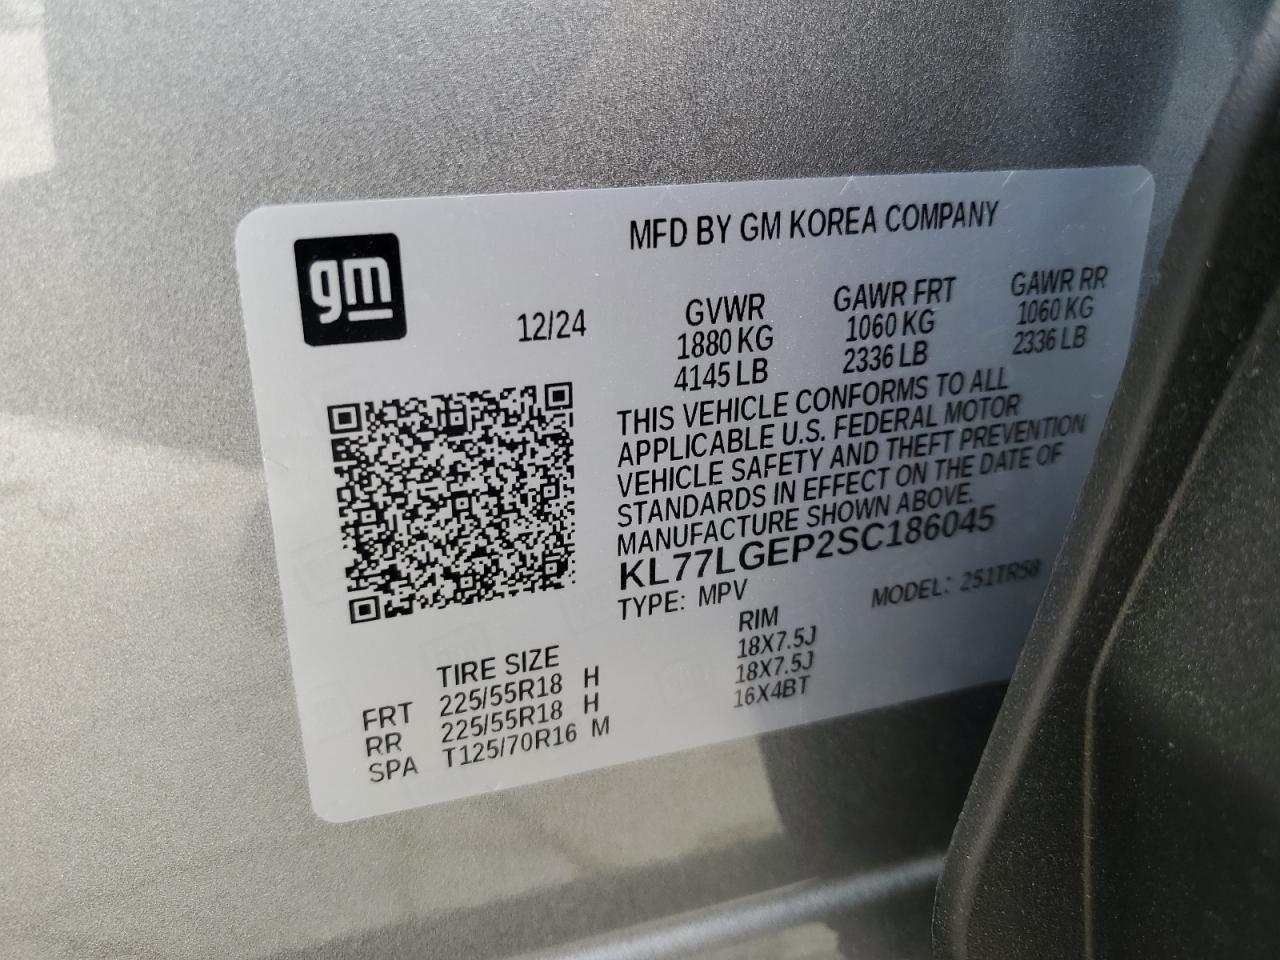 MFD BY GM KOREA COMPANY
gm
12/24
GVWR GAWR FRT GAWR RR
1880 KG 1060 KG 1060 KG
4145 LB 2336 LB 2336 LB
THIS VEHICLE CONFORMS TO ALL
APPLICABLE U.S. FEDERAL MOTOR
VEHICLE SAFETY AND THEFT PREVENTION
STANDARDS IN EFFECT ON THE DATE OF
MANUFACTURE SHOWN ABOVE.
KL77LGEP2SC186045
TYPE: MPV MODEL: 251TR58
TIRE SIZE RIM
FRT 225/55R18 H 18X7.5J
RR 225/55R18 H 18X7.5J
SPA T125/70R16 M 16X4BT